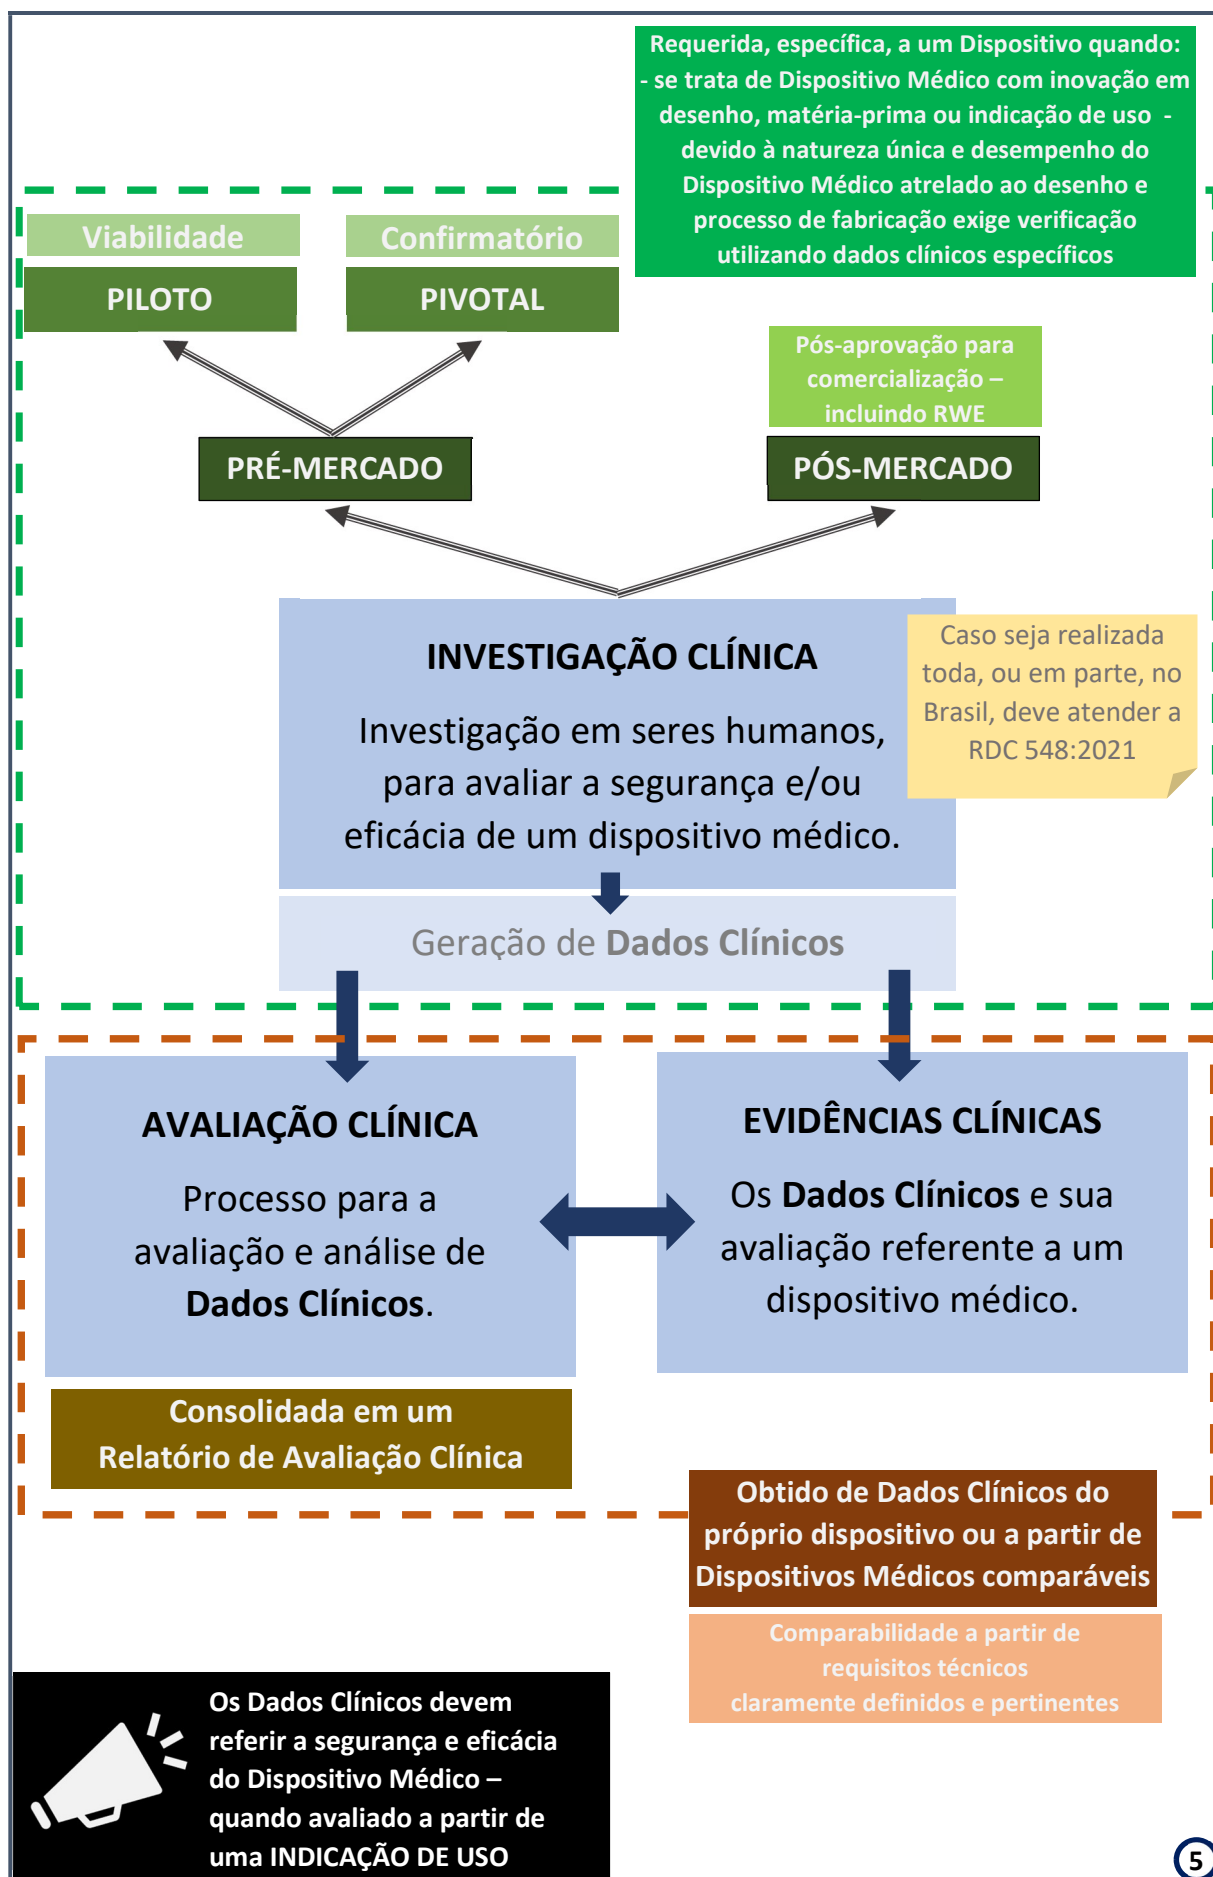 Requerida, específica, a um Dispositivo quando:
- se trata de Dispositivo Médico com inovação em
desenho, matéria-prima ou indicação de uso -
devido à natureza única e desempenho do
Dispositivo Médico atrelado ao desenho e
processo de fabricação exige verificação
utilizando dados clínicos específicos
Viabilidade
PILOTO
Confirmatório
PIVOTAL
Pós-aprovação para
comercialização –
incluindo RWE
PRÉ-MERCADO
PÓS-MERCADO
INVESTIGAÇÃO CLÍNICA
Investigação em seres humanos,
para avaliar a segurança e/ou
eficácia de um dispositivo médico.
Caso seja realizada
toda, ou em parte, no
Brasil, deve atender a
RDC 548:2021
Geração de Dados Clínicos
AVALIAÇÃO CLÍNICA
Processo para a
avaliação e análise de
Dados Clínicos.
EVIDÊNCIAS CLÍNICAS
Os Dados Clínicos e sua
avaliação referente a um
dispositivo médico.
Consolidada em um
Relatório de Avaliação Clínica
Obtido de Dados Clínicos do
próprio dispositivo ou a partir de
Dispositivos Médicos comparáveis
Comparabilidade a partir de
requisitos técnicos
claramente definidos e pertinentes
Os Dados Clínicos devem
referir a segurança e eficácia
do Dispositivo Médico –
quando avaliado a partir de
uma INDICAÇÃO DE USO
5